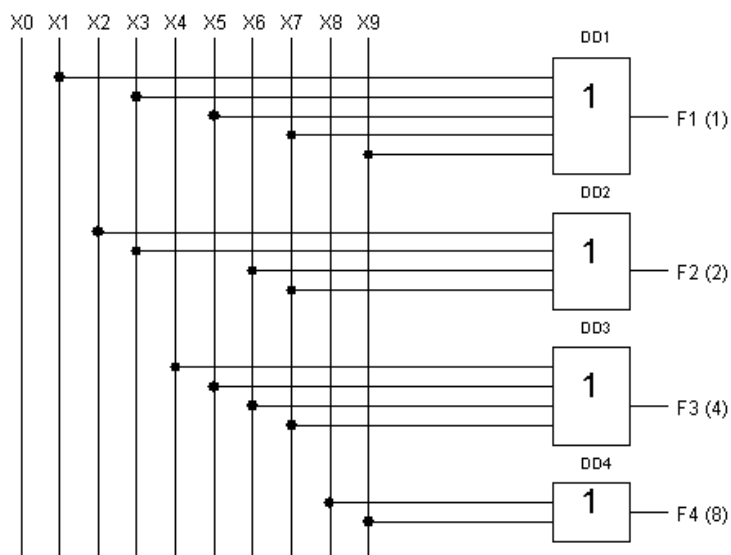 X0 X1 X2 X3 X4 X5 X6 X7 X8 X9
DD1
1
F1 (1)
DD2
1
F2 (2)
DD3
1
F3 (4)
DD4
1
F4 (8)